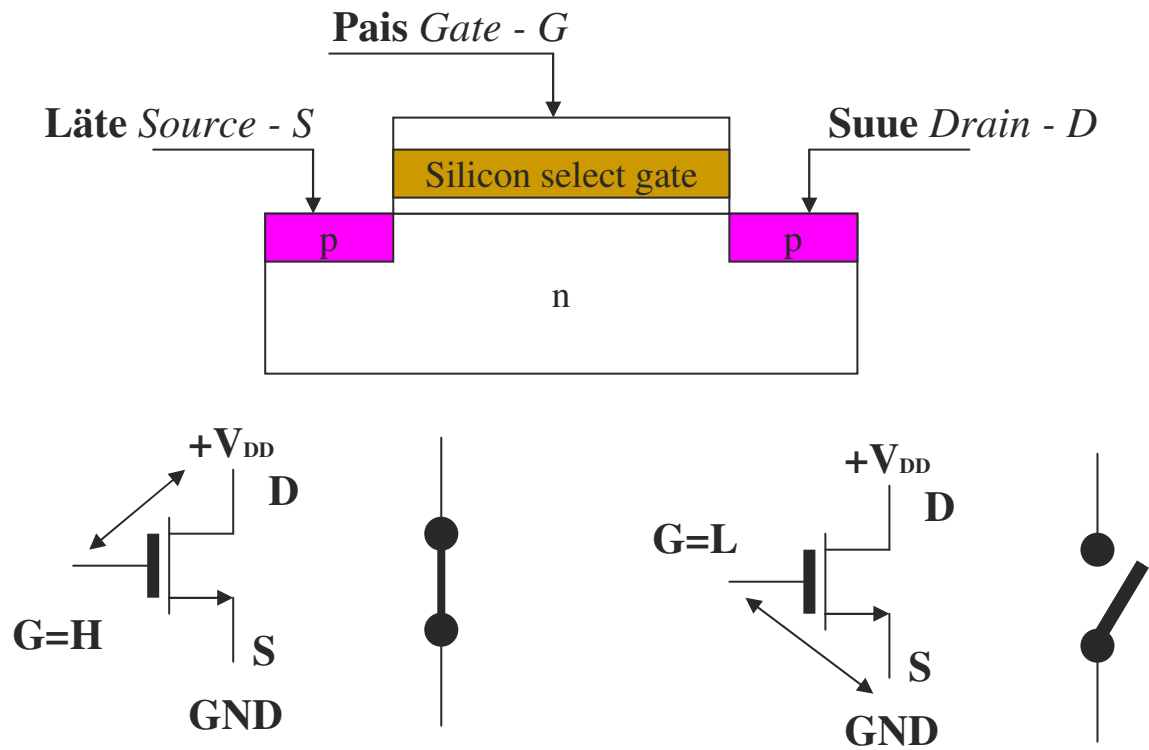 Pais Gate - G
Läte Source - S
Suue Drain - D
Silicon select gate
p
p
n
+VDD
D
G=H
S
GND
+VDD
D
G=L
S
GND